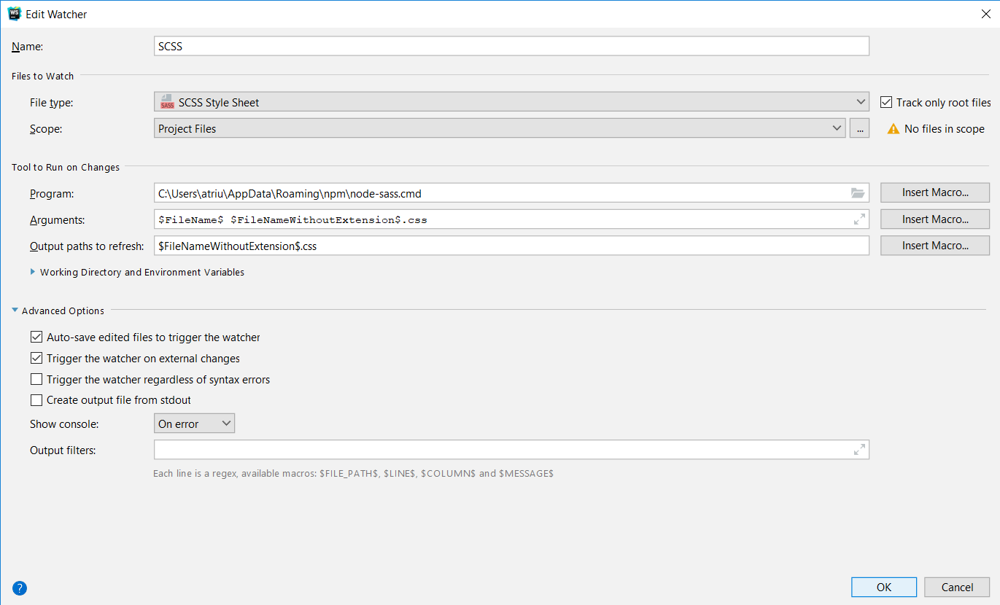 WS Edit Watcher
Name: SCSS
Files to Watch
File type: SASS SCSS Style Sheet Track only root files
Scope: Project Files ... No files in scope
Tool to Run on Changes
Program: C:\Users\atriu\AppData\Roaming\npm\node-sass.cmd Insert Macro...
Arguments: $FileName$ $FileNameWithoutExtension$.css Insert Macro...
Output paths to refresh: $FileNameWithoutExtension$.css Insert Macro...
Working Directory and Environment Variables
Advanced Options
Auto-save edited files to trigger the watcher
Trigger the watcher on external changes
Trigger the watcher regardless of syntax errors
Create output file from stdout
Show console: On error
Output filters:
Each line is a regex, available macros: $FILE_PATH$, $LINE$, $COLUMN$ and $MESSAGE$
? OK Cancel